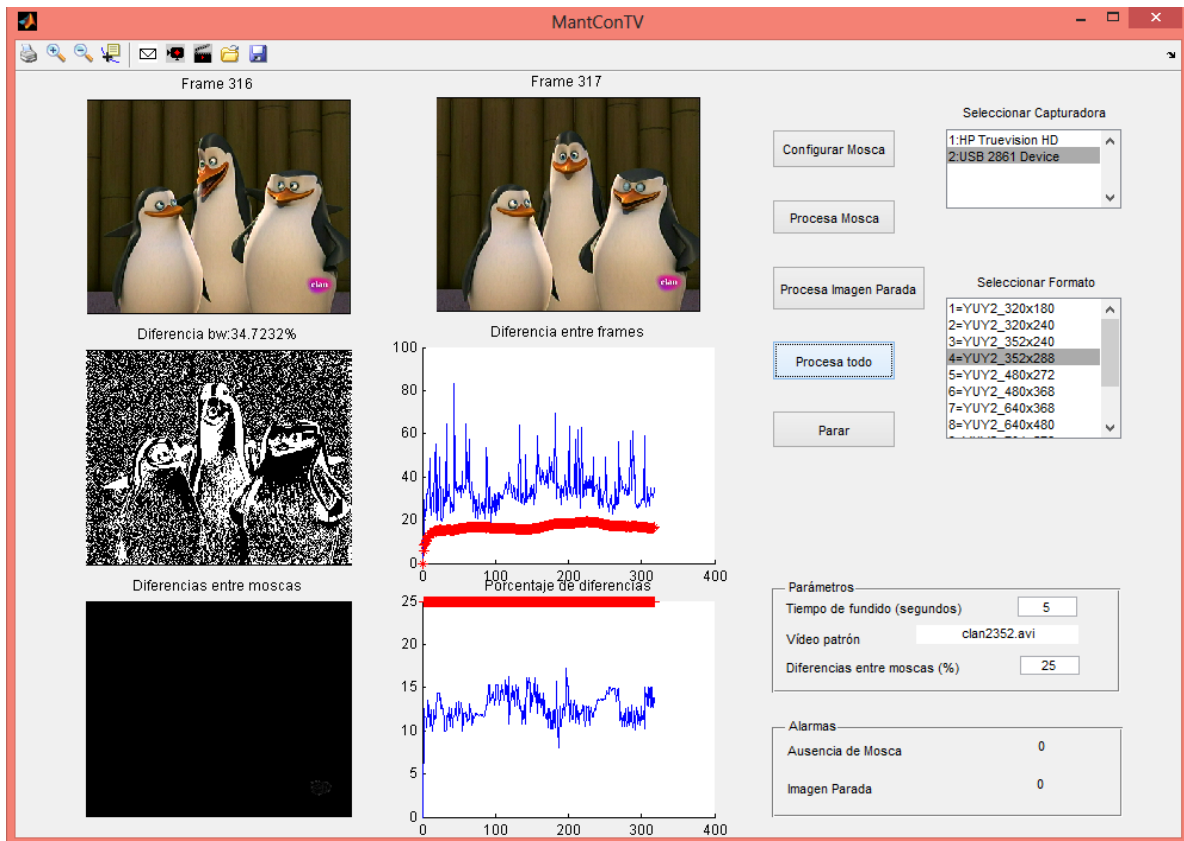 MantConTV
Frame 316
Frame 317
clan
clan
Diferencia bw:34.7232%
Diferencia entre frames
100
80
60
40
20
0
0 100 200 300 400
Diferencias entre moscas
Porcentaje de diferencias
25
20
15
10
5
0
0 100 200 300 400
Configurar Mosca
Procesa Mosca
Procesa Imagen Parada
Procesa todo
Parar
Seleccionar Capturadora
1:HP Truevision HD
2:USB 2861 Device
Seleccionar Formato
1=YUY2_320x180
2=YUY2_320x240
3=YUY2_352x240
4=YUY2_352x288
5=YUY2_480x272
6=YUY2_480x368
7=YUY2_640x368
8=YUY2_640x480
Parámetros
Tiempo de fundido (segundos) 5
Vídeo patrón clan2352.avi
Diferencias entre moscas (%) 25
Alarmas
Ausencia de Mosca 0
Imagen Parada 0